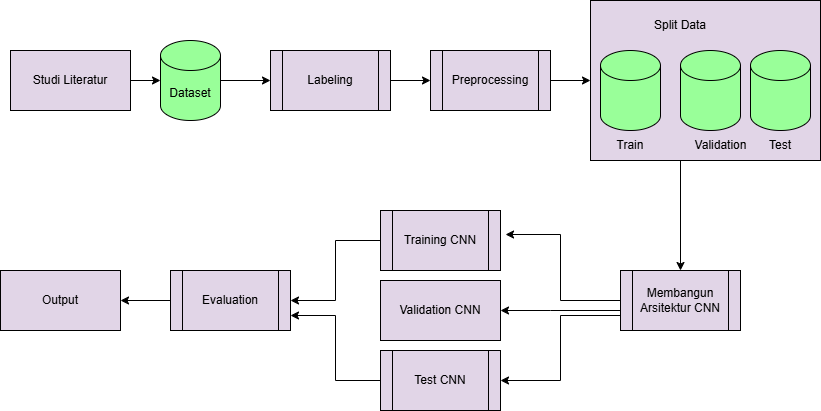 Studi Literatur
Dataset
Labeling
Preprocessing
Split Data
Train
Validation
Test
Training CNN
Validation CNN
Test CNN
Membangun
Arsitektur CNN
Evaluation
Output